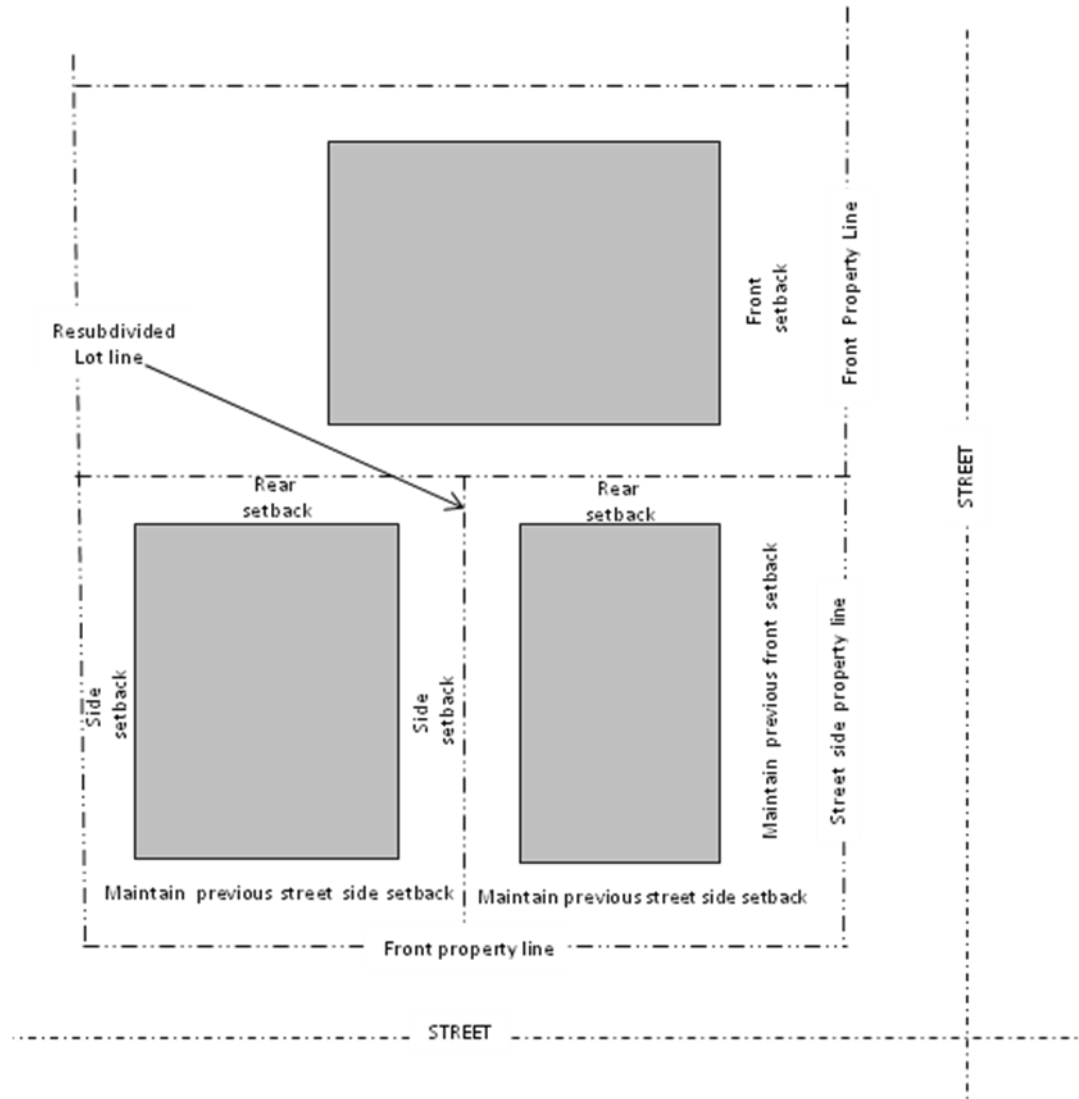 Front Property Line
Front
setback
Resubdivided
Lot line
STREET
Rear
setback
Rear
setback
Side
setback
Side
setback
Maintain previous front setback
Street side property line
Maintain previous street side setback
Maintain previous street side setback
Front property line
STREET